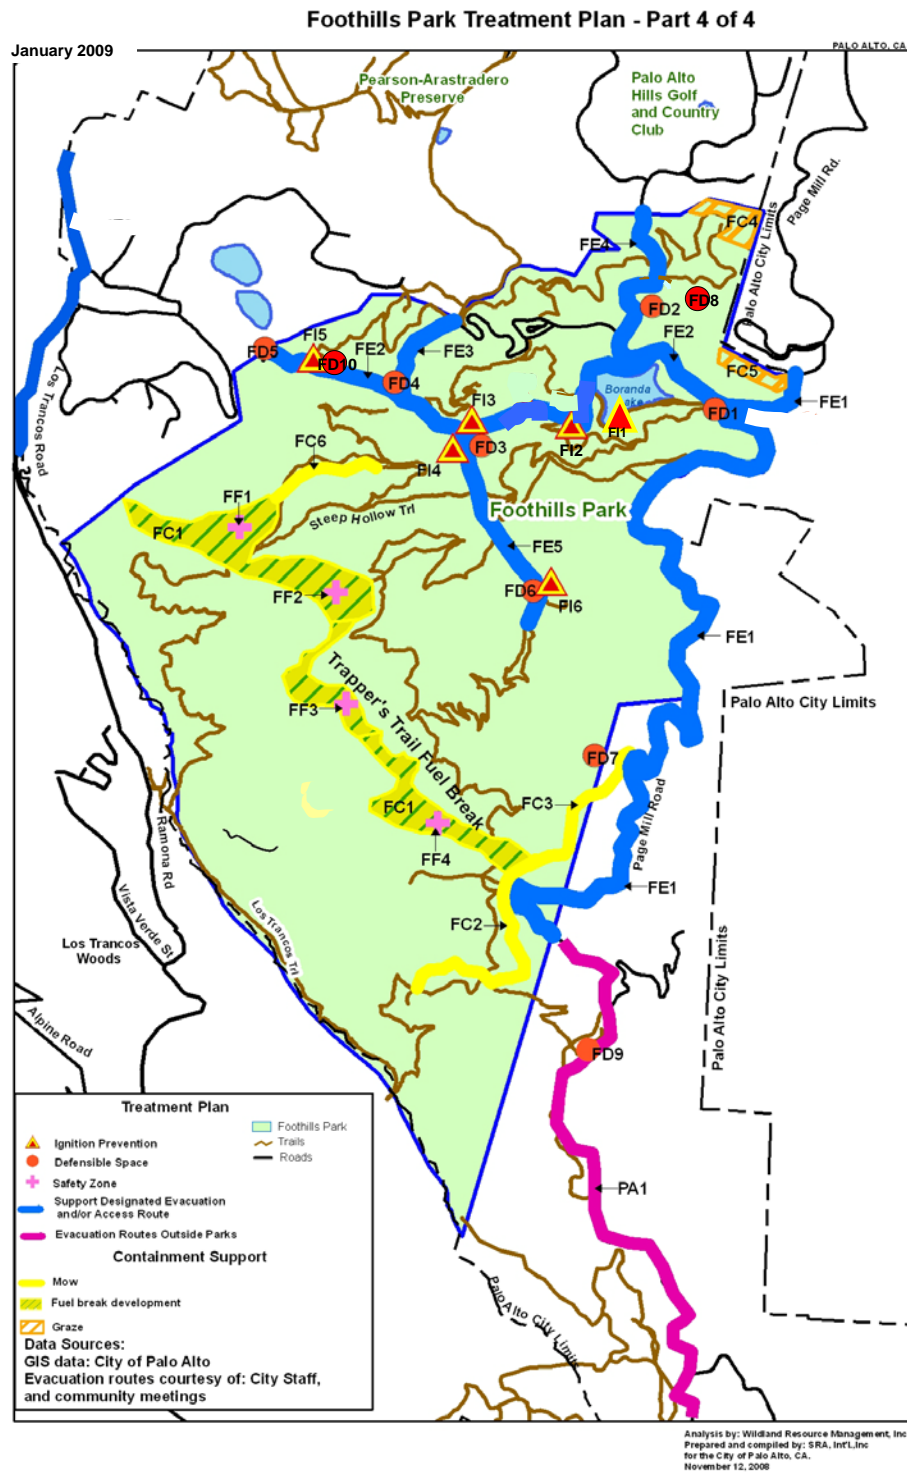 Foothills Park Treatment Plan - Part 4 of 4
January 2009
PALO ALTO, CA
Pearson-Arastradero
Preserve
Palo Alto
Hills Golf
and Country
Club
Page Mill Rd.
Palo Alto City Limits
FC4
FE4
FD8
FD2
FE2
FI5
FD5
FD10
FE2
FE3
FD4
FC5
Boranda
FE1
FD1
FI3
FI1
FI2
FD3
FI4
Los Trancos Road
FC6
FF1
FC1
Steep Hollow Trl
Foothills Park
FE5
FF2
FD6
FI6
FE1
Trapper's Trail Fuel Break
FF3
Palo Alto City Limits
FD7
FC3
FC1
Page Mill Road
FF4
FE1
Ramona Rd
Vista Verde St
Los Trancos Trl
FC2
Los Trancos
Woods
Palo Alto City Limits
Alpine Road
FD9
PA1
Palo Alto City Limits
Treatment Plan
Ignition Prevention
Defensible Space
Safety Zone
Support Designated Evacuation
and/or Access Route
Evacuation Routes Outside Parks
Foothills Park
Trails
Roads
Containment Support
Mow
Fuel break development
Graze
Data Sources:
GIS data: City of Palo Alto
Evacuation routes courtesy of: City Staff,
and community meetings
Analysis by: Wildland Resource Management, Inc
Prepared and compiled by: SRA, Int'L,Inc
for the City of Palo Alto, CA.
November 12, 2008